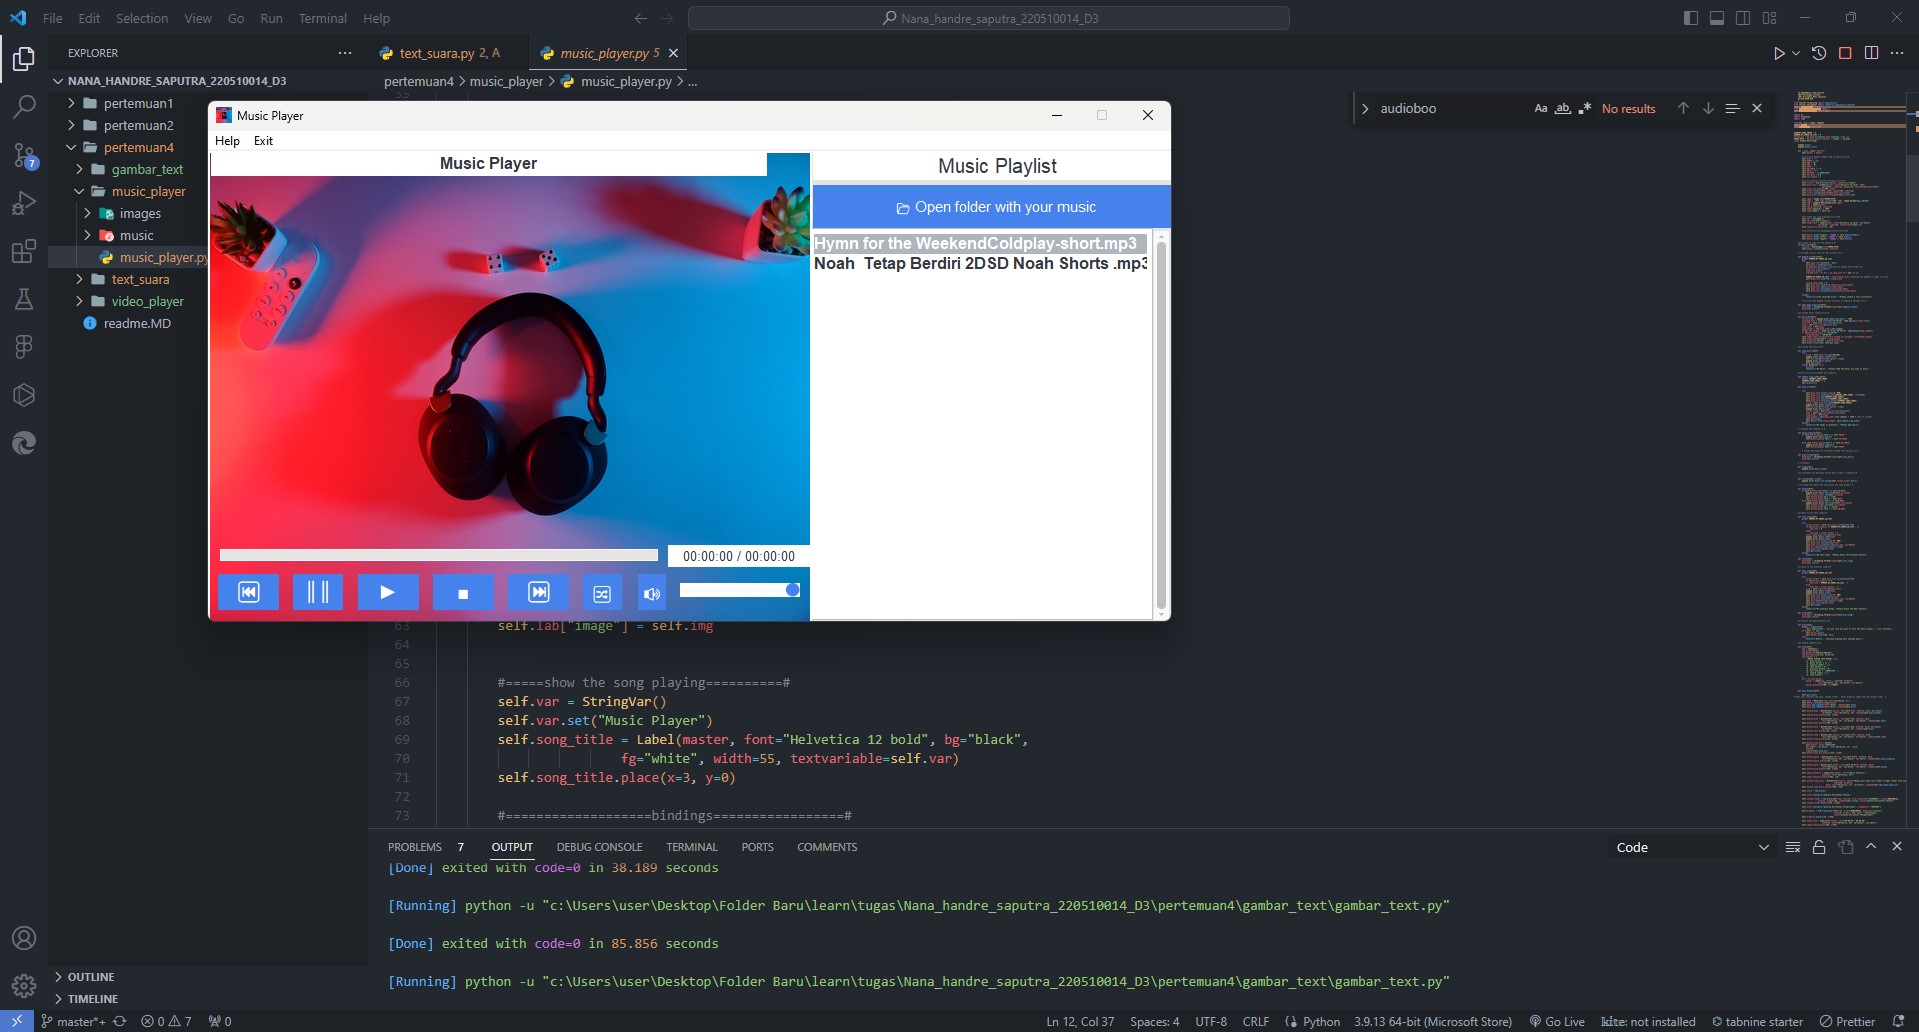 File Edit Selection View Go Run Terminal Help
Nana_handre_saputra_220510014_D3
EXPLORER
NANA_HANDRE_SAPUTRA_220510014_D3
pertemuan1
pertemuan2
pertemuan4
gambar_text
music_player
images
music
music_player.py
text_suara
video_player
readme.MD
OUTLINE
TIMELINE
text_suara.py 2, A
music_player.py 5
pertemuan4 > music_player > music_player.py > ...
audioboo
Aa ab No results
Music Player
Help Exit
Music Player
00:00:00 / 00:00:00
Music Playlist
Open folder with your music
Hymn for the WeekendColdplay-short.mp3
Noah Tetap Berdiri 2DSD Noah Shorts .mp3
63 self.lab["image"] = self.img
64
65
66 #=====show the song playing==========#
67 self.var = StringVar()
68 self.var.set("Music Player")
69 self.song_title = Label(master, font="Helvetica 12 bold", bg="black",
70 fg="white", width=55, textvariable=self.var)
71 self.song_title.place(x=3, y=0)
72
73 #===================bindings=================#
PROBLEMS 7 OUTPUT DEBUG CONSOLE TERMINAL PORTS COMMENTS
Code
[Done] exited with code=0 in 38.189 seconds
[Running] python -u "c:\Users\user\Desktop\Folder Baru\learn\tugas\Nana_handre_saputra_220510014_D3\pertemuan4\gambar_text\gambar_text.py"
[Done] exited with code=0 in 85.856 seconds
[Running] python -u "c:\Users\user\Desktop\Folder Baru\learn\tugas\Nana_handre_saputra_220510014_D3\pertemuan4\gambar_text\gambar_text.py"
7
master*+ 0 7 0
Ln 12, Col 37 Spaces: 4 UTF-8 CRLF Python 3.9.13 64-bit (Microsoft Store) Go Live kite: not installed tabnine starter Prettier